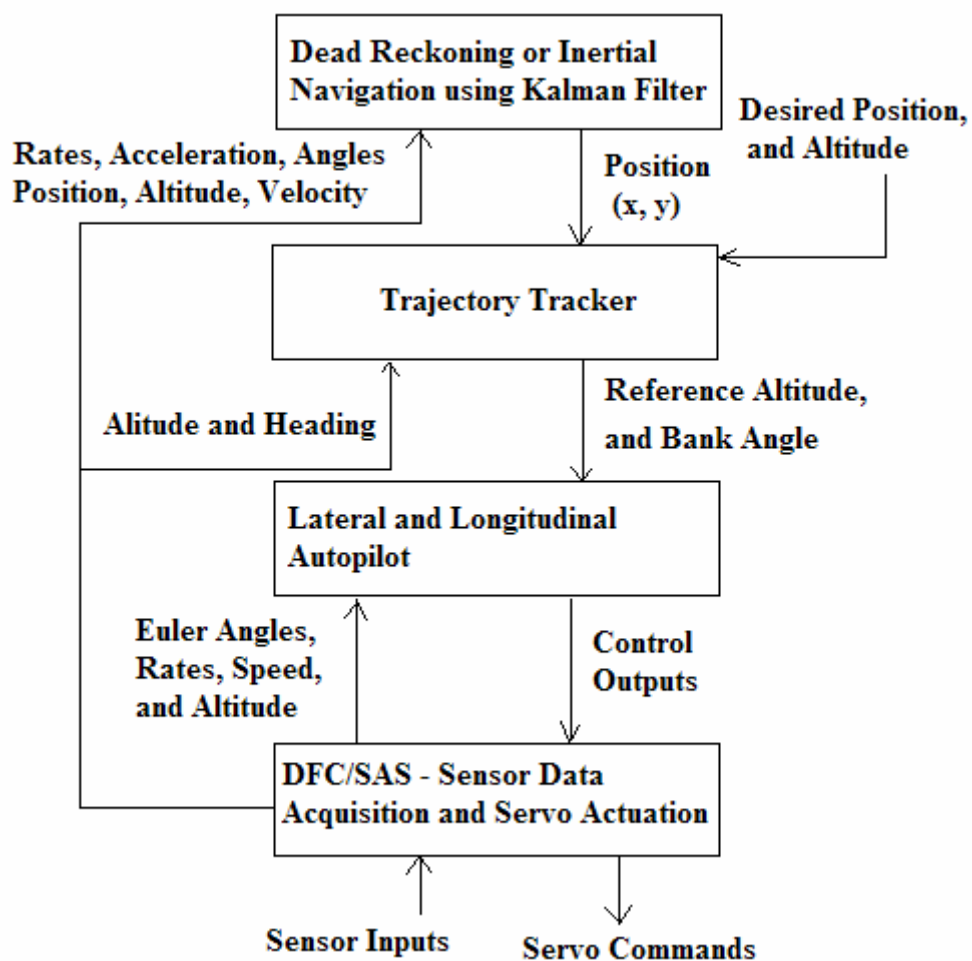 Dead Reckoning or Inertial
Navigation using Kalman Filter
Desired Position,
and Altitude
Rates, Acceleration, Angles
Position, Altitude, Velocity
Position
(x, y)
Trajectory Tracker
Alitude and Heading
Reference Altitude,
and Bank Angle
Lateral and Longitudinal
Autopilot
Euler Angles,
Rates, Speed,
and Altitude
Control
Outputs
DFC/SAS - Sensor Data
Acquisition and Servo Actuation
Sensor Inputs
Servo Commands